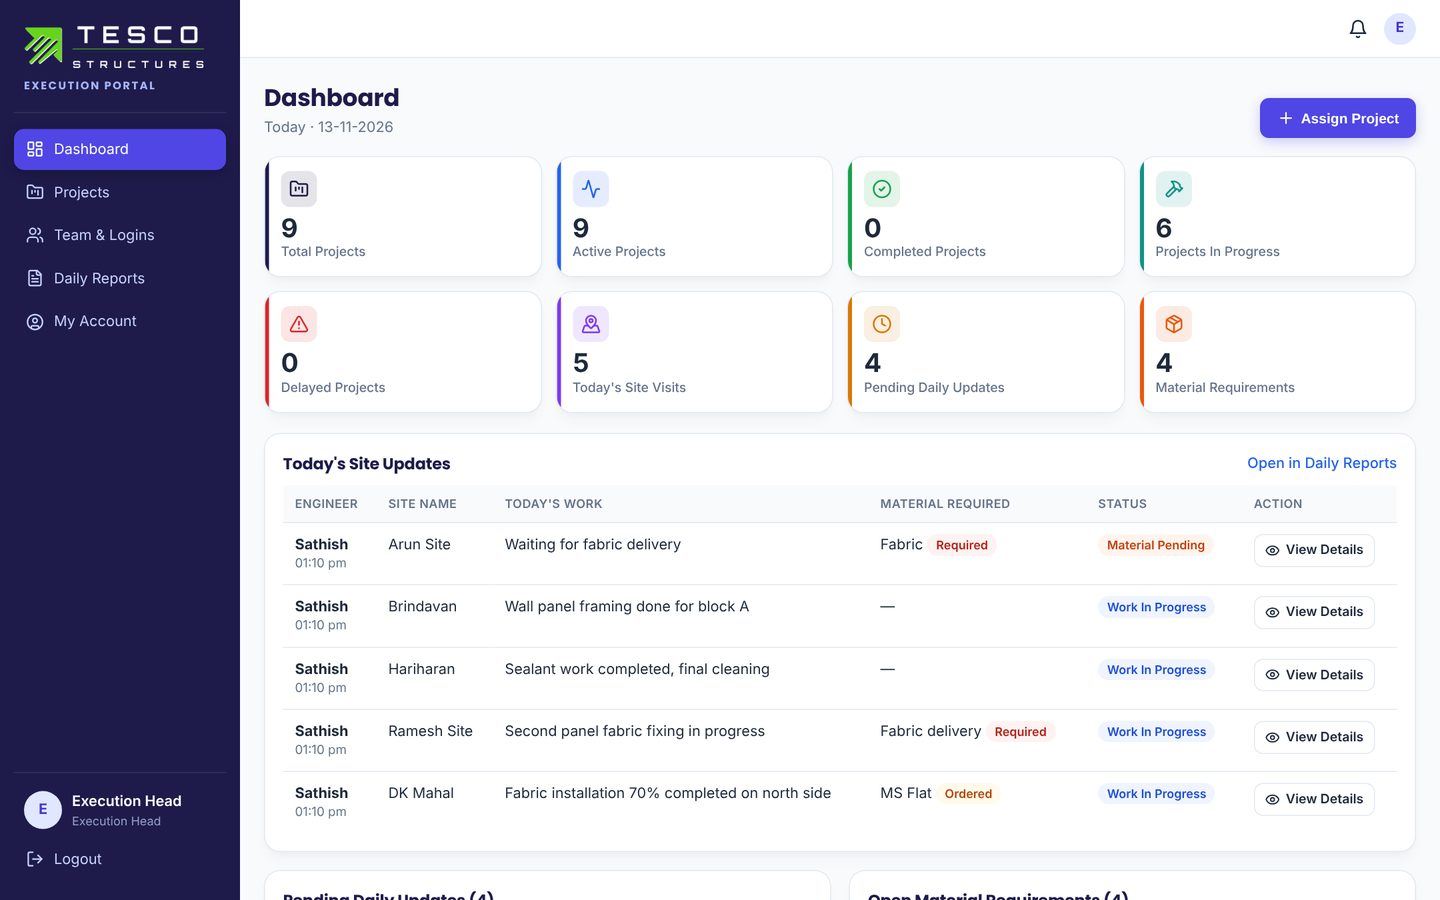 TESCO
STRUCTURES
EXECUTION PORTAL
Dashboard
Projects
Team & Logins
Daily Reports
My Account
E
Execution Head
Execution Head
Logout
E
Dashboard
Today · 13-11-2026
+ Assign Project
9
Total Projects
9
Active Projects
0
Completed Projects
6
Projects In Progress
0
Delayed Projects
5
Today's Site Visits
4
Pending Daily Updates
4
Material Requirements
Today's Site Updates
Open in Daily Reports
ENGINEER SITE NAME TODAY'S WORK MATERIAL REQUIRED STATUS ACTION
Sathish Arun Site Waiting for fabric delivery Fabric Required Material Pending View Details
01:10 pm
Sathish Brindavan Wall panel framing done for block A — Work In Progress View Details
01:10 pm
Sathish Hariharan Sealant work completed, final cleaning — Work In Progress View Details
01:10 pm
Sathish Ramesh Site Second panel fabric fixing in progress Fabric delivery Required Work In Progress View Details
01:10 pm
Sathish DK Mahal Fabric installation 70% completed on north side MS Flat Ordered Work In Progress View Details
01:10 pm
Pending Daily Updates (4)
Open Material Requirements (4)